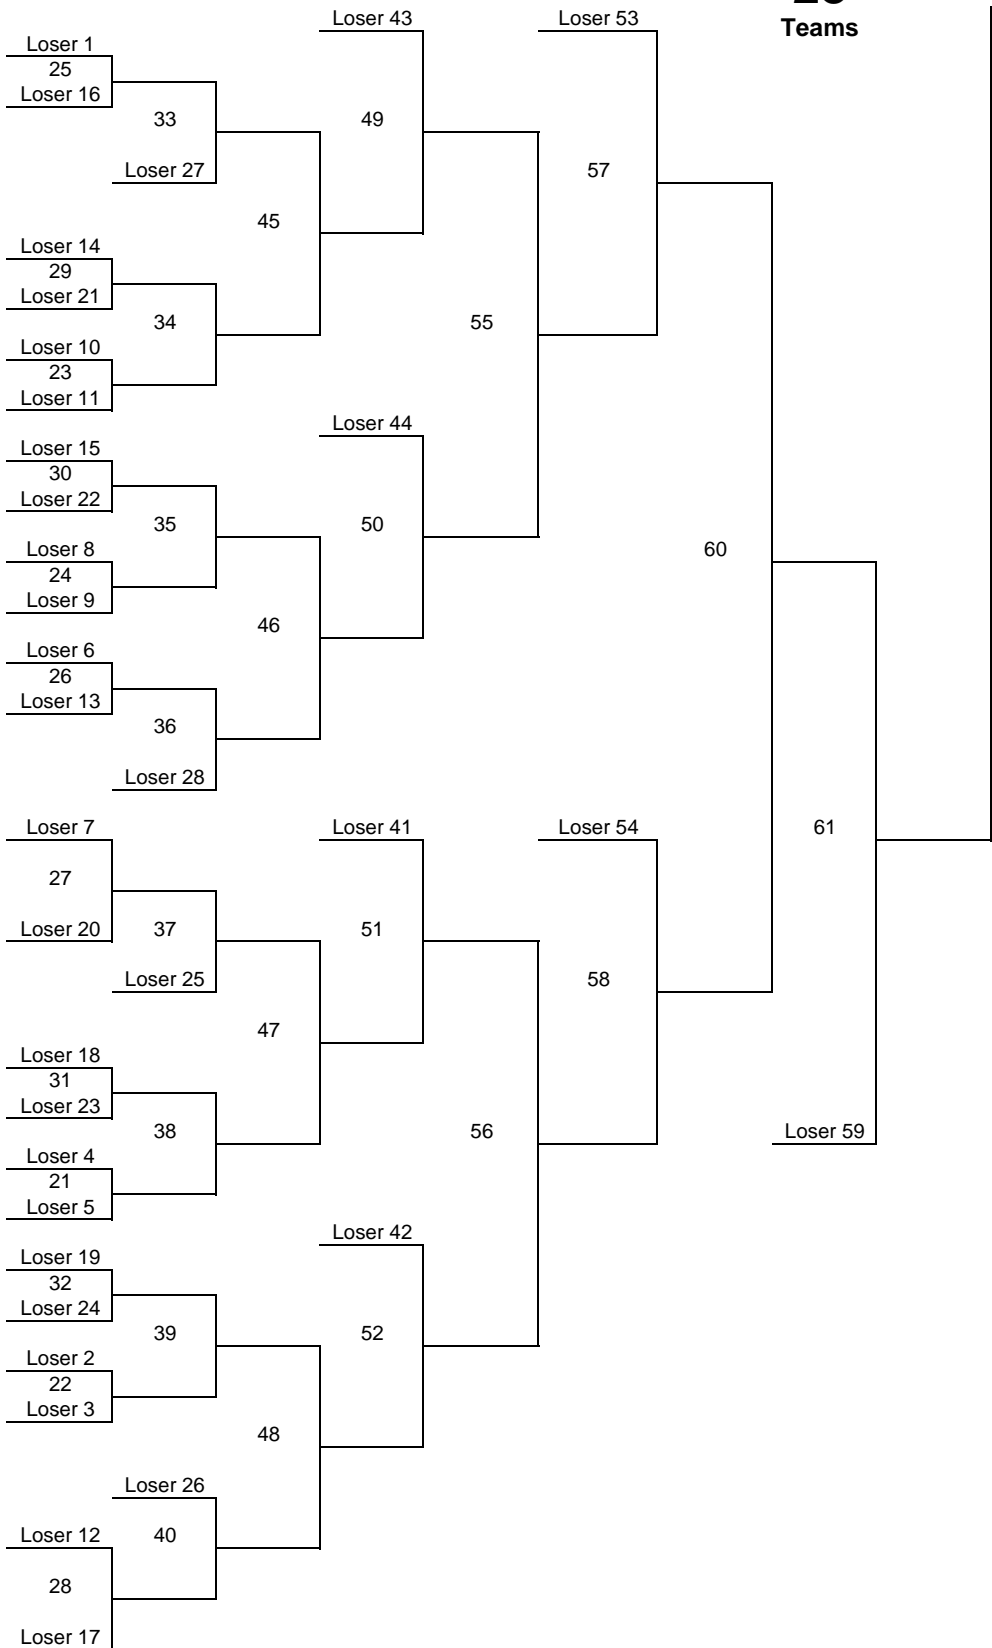 Teams
Loser 43
Loser 53
Loser 1
25
Loser 16
33
49
Loser 27
57
45
Loser 14
29
Loser 21
34
55
Loser 10
23
Loser 11
Loser 44
Loser 15
30
Loser 22
35
50
Loser 8
24
Loser 9
60
46
Loser 6
26
Loser 13
36
Loser 28
Loser 7
Loser 41
Loser 54
61
27
Loser 20
37
51
Loser 25
58
47
Loser 18
31
Loser 23
38
56
Loser 59
Loser 4
21
Loser 5
Loser 42
Loser 19
32
Loser 24
39
52
Loser 2
22
Loser 3
48
Loser 26
Loser 12
40
28
Loser 17